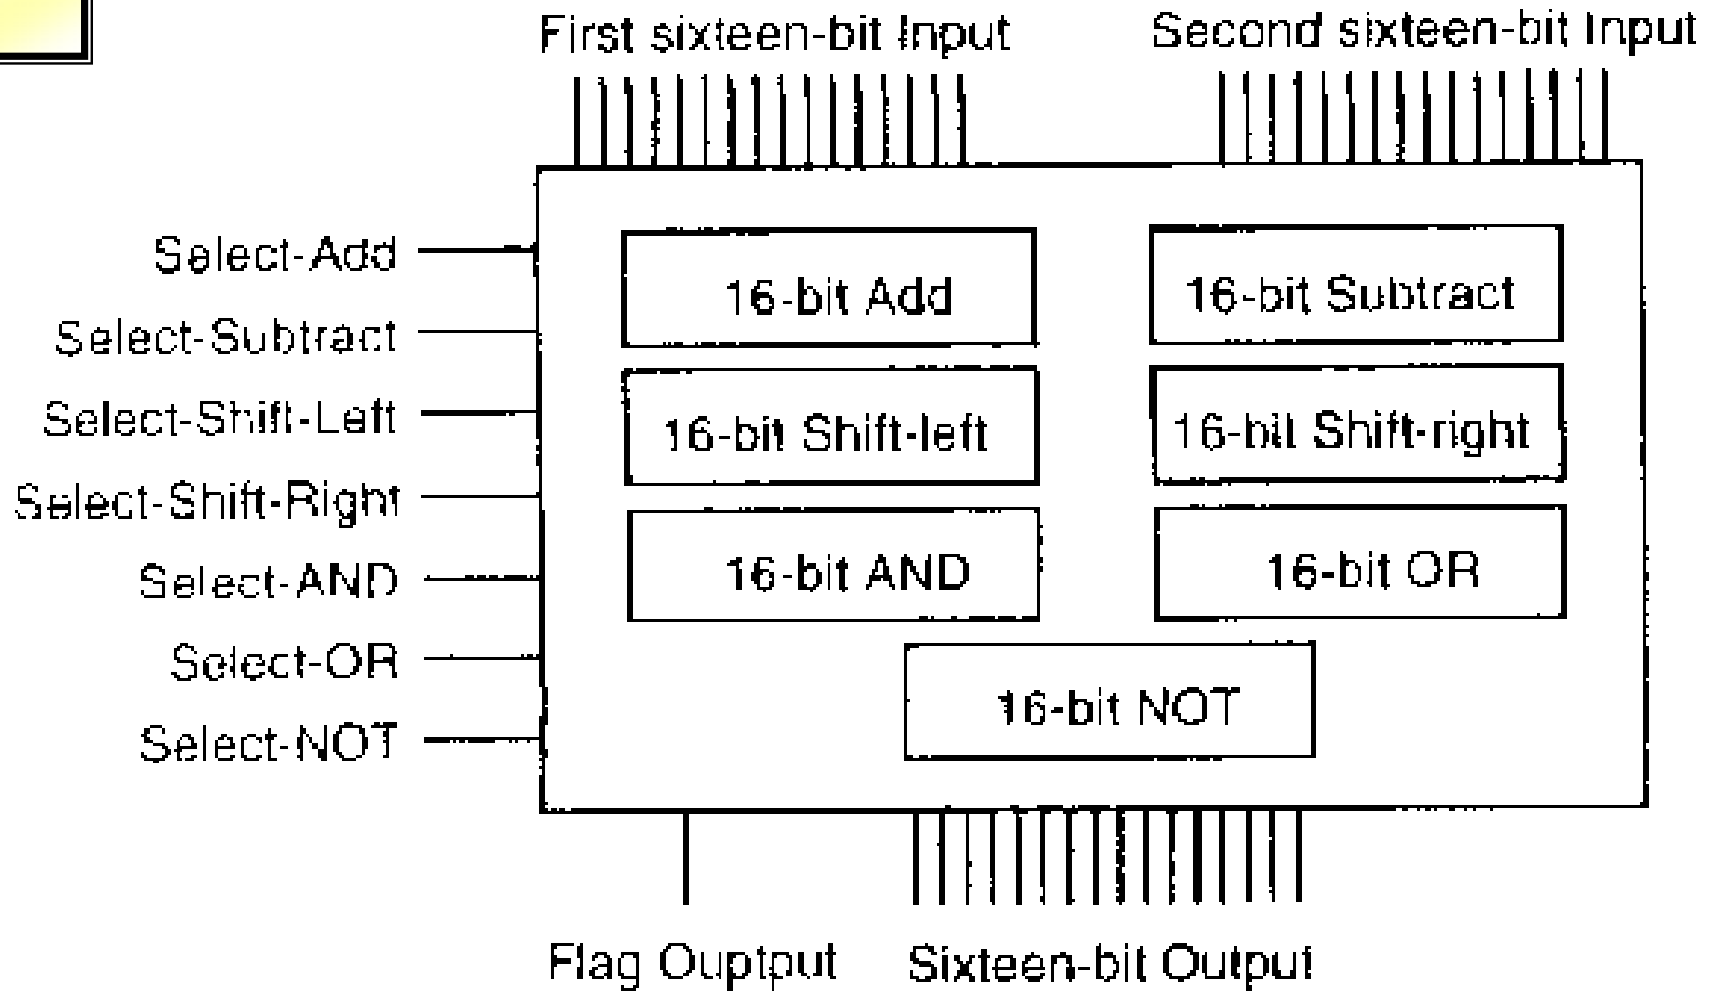 First sixteen-bit Input
Second sixteen-bit Input
Select-Add
Select-Subtract
Select-Shift-Left
Select-Shift-Right
Select-AND
Select-OR
Select-NOT
16-bit Add
16-bit Subtract
16-bit Shift-left
16-bit Shift-right
16-bit AND
16-bit OR
16-bit NOT
Flag Ouptput
Sixteen-bit Output